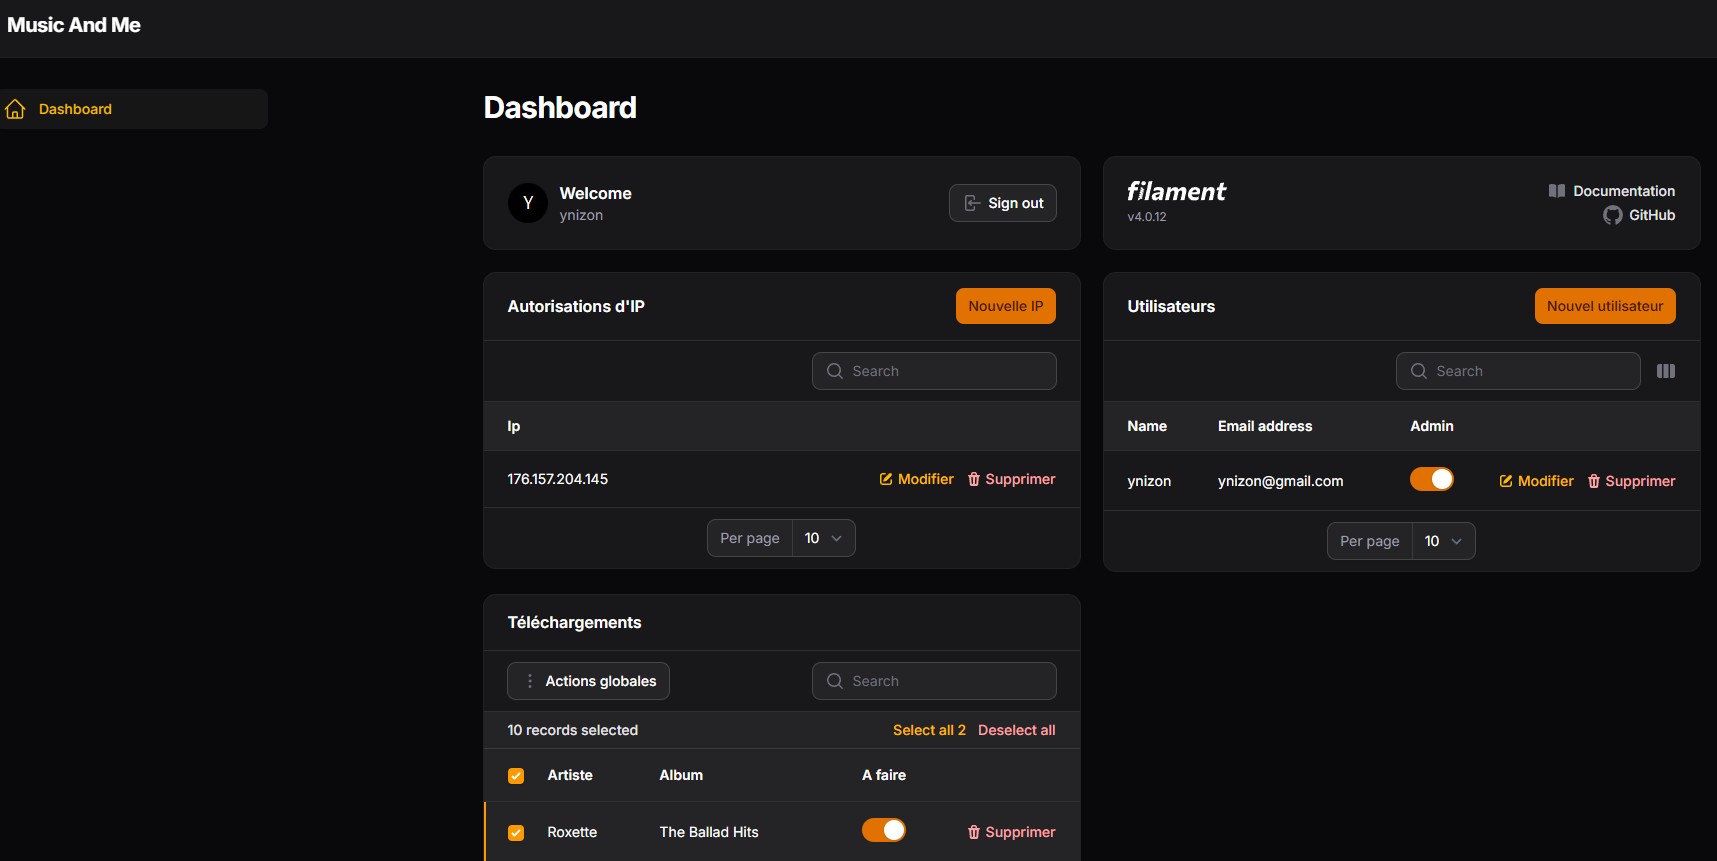 Music And Me
Dashboard
Dashboard
Y
Welcome
ynizon
Sign out
filament
v4.0.12
Documentation
GitHub
Autorisations d'IP
Nouvelle IP
Search
Ip
176.157.204.145
Modifier
Supprimer
Per page
10
Utilisateurs
Nouvel utilisateur
Search
Name Email address Admin
ynizon ynizon@gmail.com Modifier Supprimer
Per page
10
Téléchargements
Actions globales
Search
10 records selected
Select all 2 Deselect all
Artiste Album A faire
Roxette The Ballad Hits Supprimer